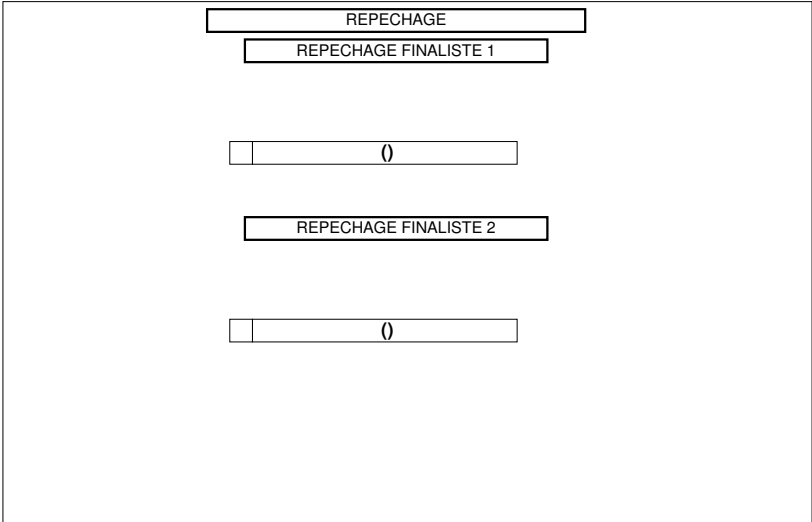 REPECHAGE
REPECHAGE FINALISTE 1
()
REPECHAGE FINALISTE 2
()